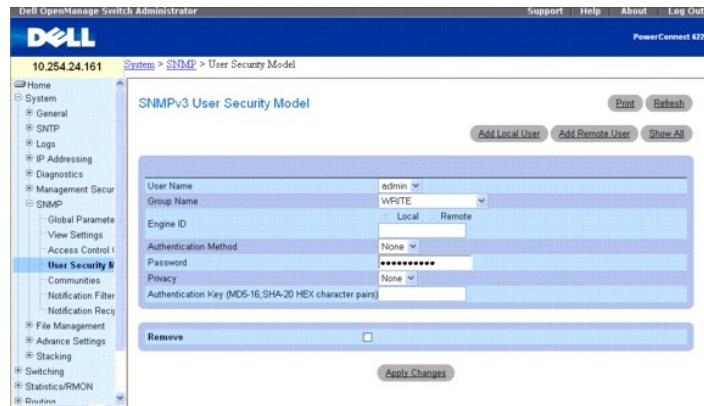 Dell OpenManage Switch Administrator
Support Help About Log Out
DELL
PowerConnect 622
10.254.24.161
System > SNMP > User Security Model
Home
System
General
SNTP
Logs
IP Addressing
Diagnostics
Management Secur
SNMP
Global Paramete
View Settings
Access Control
User Security M
Communities
Notification Filter
Notification Recip
File Management
Advance Settings
Stacking
Switching
Statistics/RMON
Routing
SNMPv3 User Security Model
Print Refresh
Add Local User Add Remote User Show All
User Name admin
Group Name WRITE
Engine ID Local Remote
Authentication Method None
Password ••••••••••
Privacy None
Authentication Key (MD5-16;SHA-20 HEX character pairs)
Remove
Apply Changes